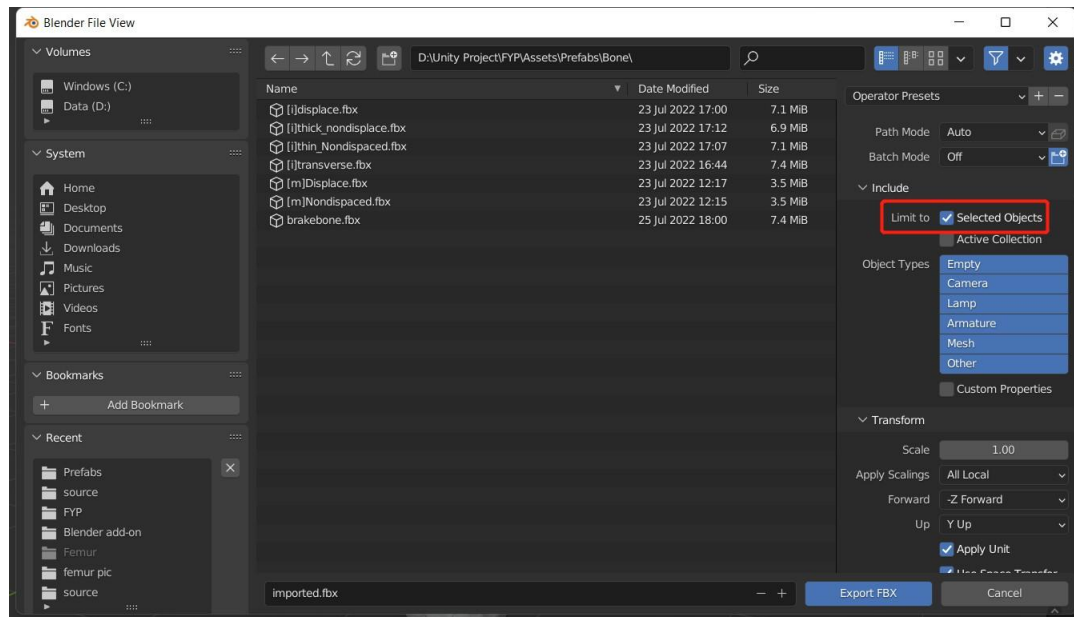 Blender File View
Volumes
Windows (C:)
Data (D:)
System
Home
Desktop
Documents
Downloads
Music
Pictures
Videos
Fonts
Bookmarks
+ Add Bookmark
Recent
Prefabs
source
FYP
Blender add-on
Femur
femur pic
source
D:\Unity Project\FYP\Assets\Prefabs\Bone\
Name Date Modified Size
[i]displace.fbx 23 Jul 2022 17:00 7.1 MiB
[i]thick_nondisplace.fbx 23 Jul 2022 17:12 6.9 MiB
[i]thin_Nondispaced.fbx 23 Jul 2022 17:07 7.1 MiB
[i]transverse.fbx 23 Jul 2022 16:44 7.4 MiB
[m]Displace.fbx 23 Jul 2022 12:17 3.5 MiB
[m]Nondispaced.fbx 23 Jul 2022 12:15 3.5 MiB
brakebone.fbx 25 Jul 2022 18:00 7.4 MiB
imported.fbx - +
Operator Presets + -
Path Mode Auto
Batch Mode Off
Include
Limit to Selected Objects
Active Collection
Object Types Empty
Camera
Lamp
Armature
Mesh
Other
Custom Properties
Transform
Scale 1.00
Apply Scalings All Local
Forward -Z Forward
Up Y Up
Apply Unit
Export FBX Cancel